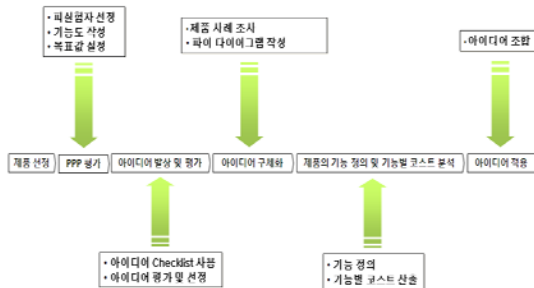 • 피실험자 선정
• 기능도 작성
• 목표값 설정
• 제품 사례 조사
• 파이 다이어그램 작성
• 아이디어 조합
제품 선정
PPP 평가
아이디어 발상 및 평가
아이디어 구체화
제품의 기능 정의 및 기능별 코스트 분석
아이디어 적용
• 아이디어 Checklist 사용
• 아이디어 평가 및 선정
• 기능 정의
• 기능별 코스트 산출